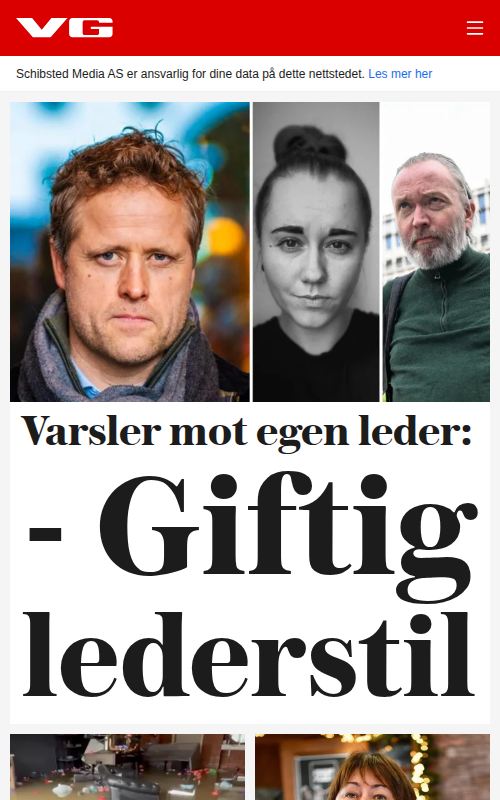 VG
Schibsted Media AS er ansvarlig for dine data på dette nettstedet. Les mer her
Varsler mot egen leder:
- Giftig
lederstil